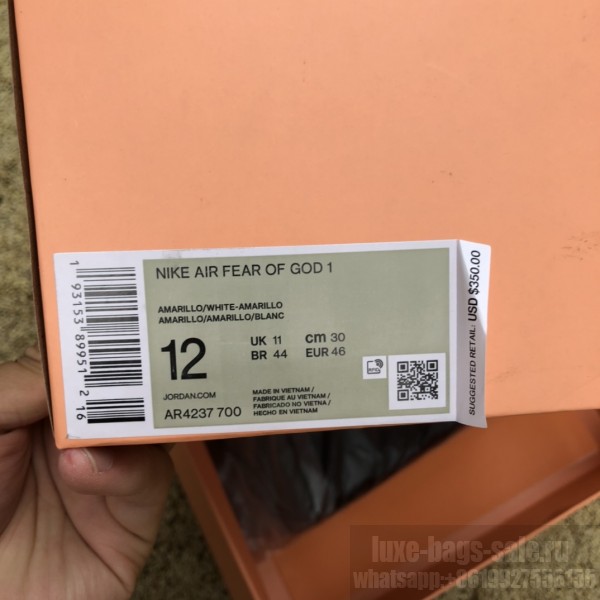 NIKE AIR FEAR OF GOD 1
AMARILLO/WHITE-AMARILLO
AMARILLO/AMARILLO/BLANC
12
UK 11 cm 30
BR 44 EUR 46
JORDAN.COM
AR4237 700
MADE IN VIETNAM /
FABRIQUE AU VIETNAM /
FABRICADO NO VIETNA /
HECHO EN VIETNAM
1 93153 89951 2 16
SUGGESTED RETAIL: USD $350.00
luxe-bags-sale.ru